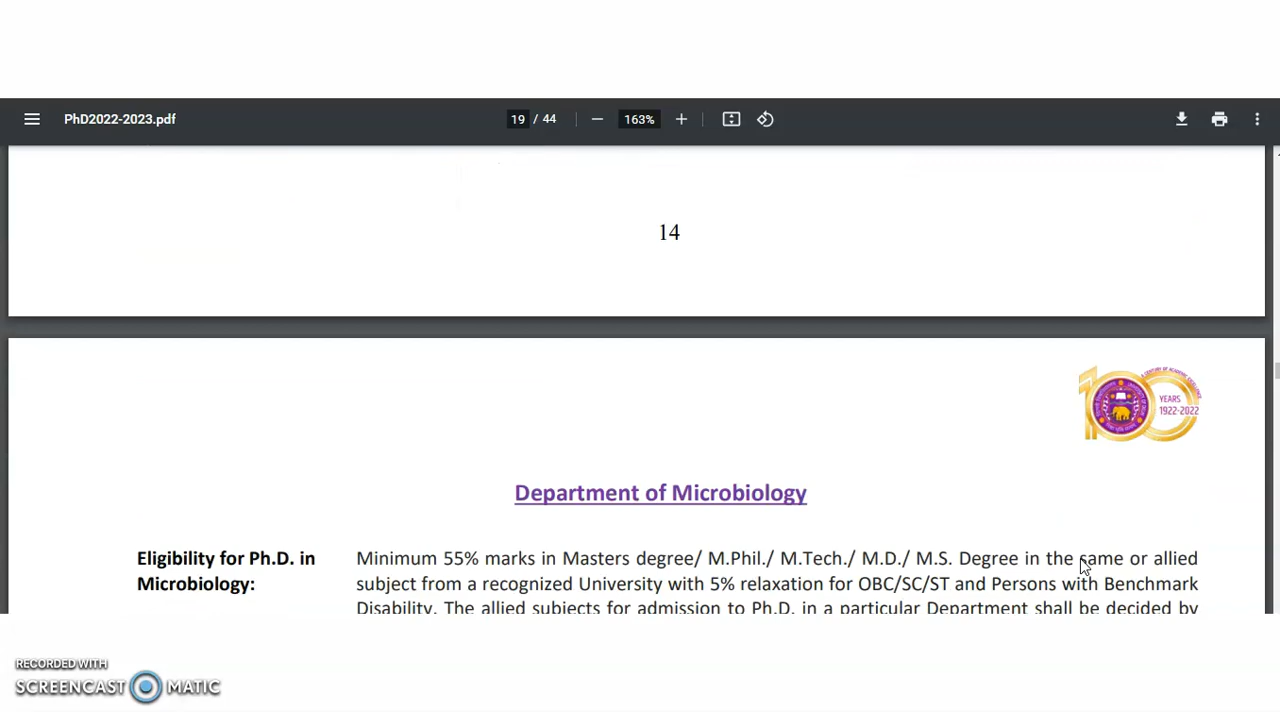 PhD2022-2023.pdf
19 / 44
163%
14
YEARS
1922-2022
Department of Microbiology
Eligibility for Ph.D. in
Microbiology:
Minimum 55% marks in Masters degree/ M.Phil./ M.Tech./ M.D./ M.S. Degree in the same or allied
subject from a recognized University with 5% relaxation for OBC/SC/ST and Persons with Benchmark
Disability. The allied subjects for admission to Ph.D. in a particular Department shall be decided by
RECORDED WITH
SCREENCAST MATIC